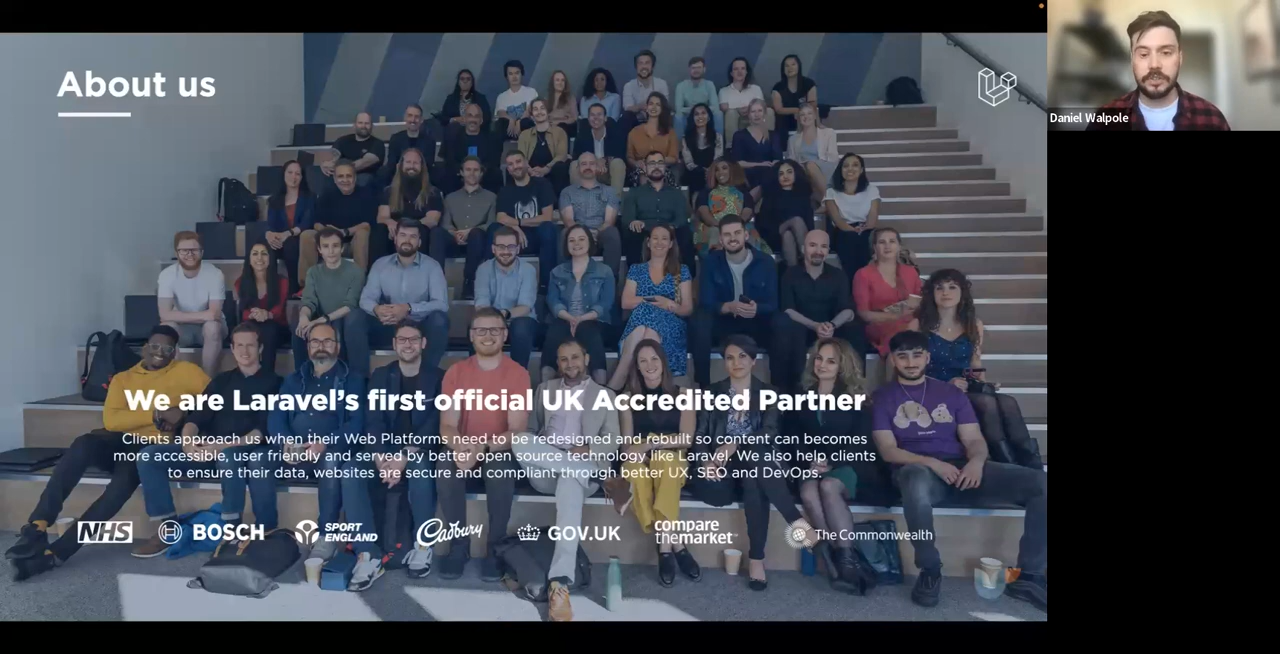 About us
Daniel Walpole
We are Laravel's first official UK Accredited Partner
Clients approach us when their Web Platforms need to be redesigned and rebuilt so content can becomes
more accessible, user friendly and served by better open source technology like Laravel. We also help clients
to ensure their data, websites are secure and compliant through better UX, SEO and DevOps.
NHS
BOSCH
SPORT
ENGLAND
Cadbury
GOV.UK
compare
themarket
The Commonwealth